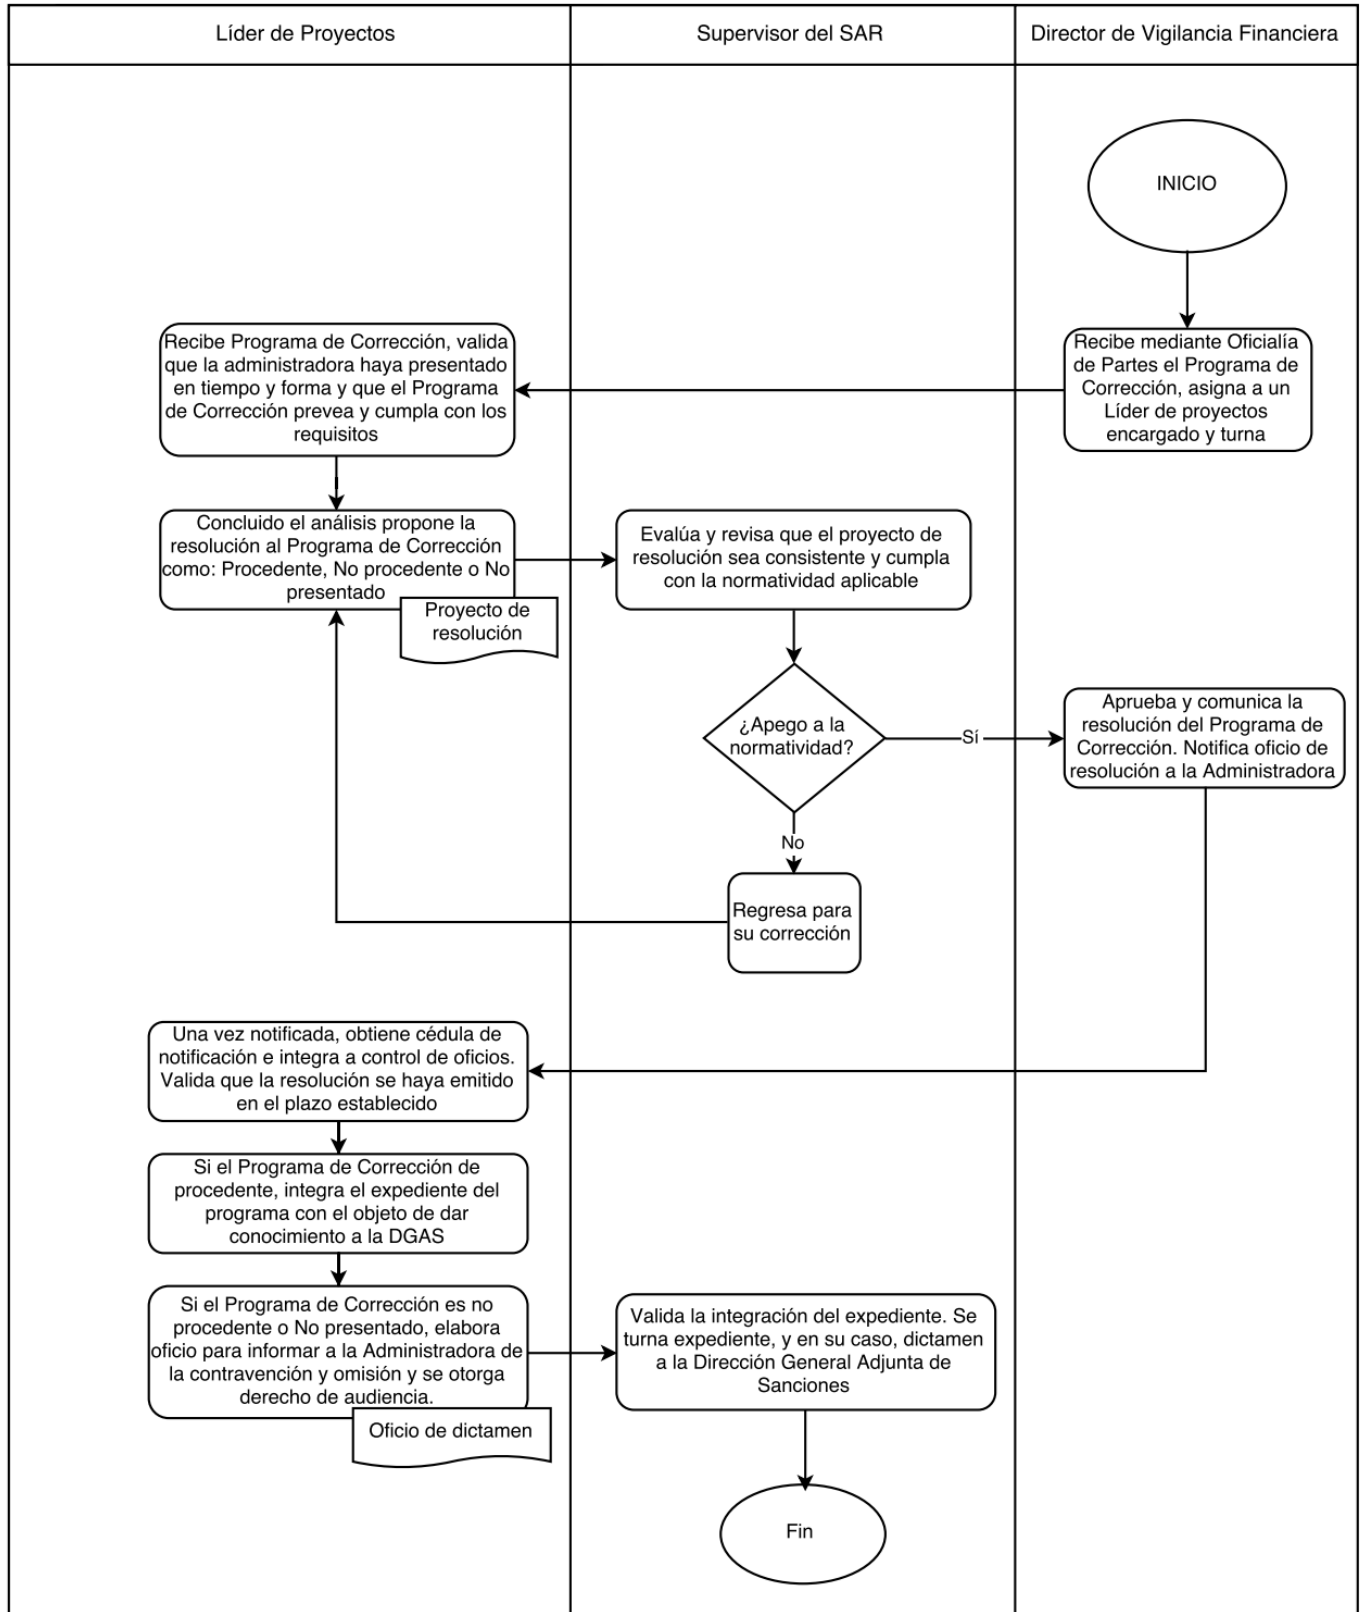 Líder de Proyectos
Supervisor del SAR
Director de Vigilancia Financiera
INICIO
Recibe mediante Oficialía
de Partes el Programa de
Corrección, asigna a un
Líder de proyectos
encargado y turna
Recibe Programa de Corrección, valida
que la administradora haya presentado
en tiempo y forma y que el Programa
de Corrección prevea y cumpla con los
requisitos
Concluido el análisis propone la
resolución al Programa de Corrección
como: Procedente, No procedente o No
presentado
Proyecto de
resolución
Evalúa y revisa que el proyecto de
resolución sea consistente y cumpla
con la normatividad aplicable
¿Apego a la
normatividad?
Sí
No
Regresa para
su corrección
Aprueba y comunica la
resolución del Programa de
Corrección. Notifica oficio de
resolución a la Administradora
Una vez notificada, obtiene cédula de
notificación e integra a control de oficios.
Valida que la resolución se haya emitido
en el plazo establecido
Si el Programa de Corrección de
procedente, integra el expediente del
programa con el objeto de dar
conocimiento a la DGAS
Si el Programa de Corrección es no
procedente o No presentado, elabora
oficio para informar a la Administradora de
la contravención y omisión y se otorga
derecho de audiencia.
Oficio de dictamen
Valida la integración del expediente. Se
turna expediente, y en su caso, dictamen
a la Dirección General Adjunta de
Sanciones
Fin